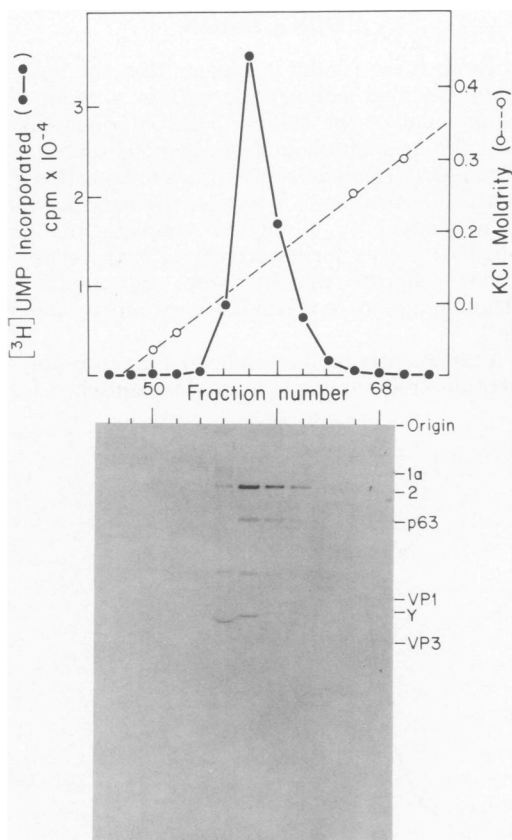 [³H] UMP Incorporated (●—●)
cpm x 10⁻⁴
3
2
1
0.4
0.3
0.2
0.1
KCl Molarity (○---○)
50
68
Fraction number
Origin
1a
2
p63
VP1
Y
VP3